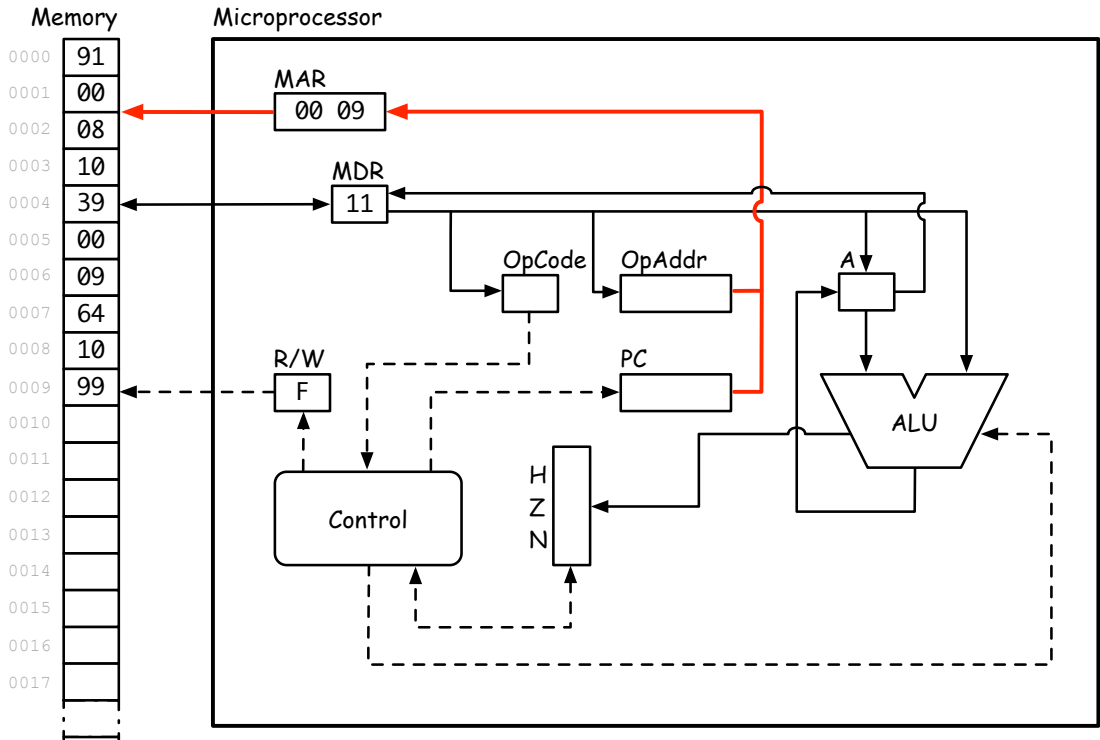 Memory
Microprocessor
0000 91
0001 00
0002 08
0003 10
0004 39
0005 00
0006 09
0007 64
0008 10
0009 99
0010
0011
0012
0013
0014
0015
0016
0017
MAR
00 09
MDR
11
OpCode
OpAddr
A
R/W
F
PC
ALU
Control
H
Z
N